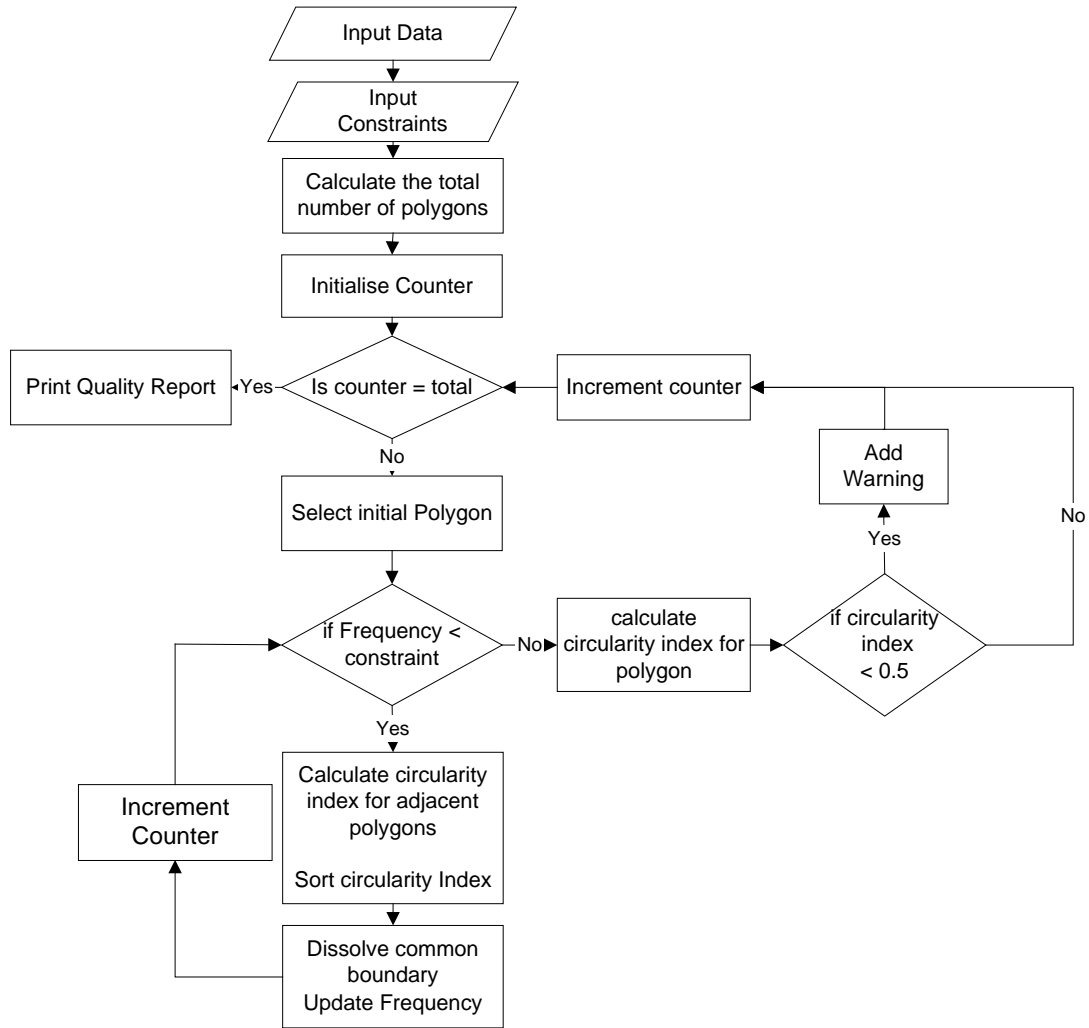 Input Data
Input
Constraints
Calculate the total
number of polygons
Initialise Counter
Print Quality Report
Yes
Is counter = total
Increment counter
No
Add
Warning
Select initial Polygon
No
Yes
if Frequency <
constraint
No
calculate
circularity index for
polygon
if circularity
index
< 0.5
Yes
Calculate circularity
index for adjacent
polygons
Sort circularity Index
Increment
Counter
Dissolve common
boundary
Update Frequency